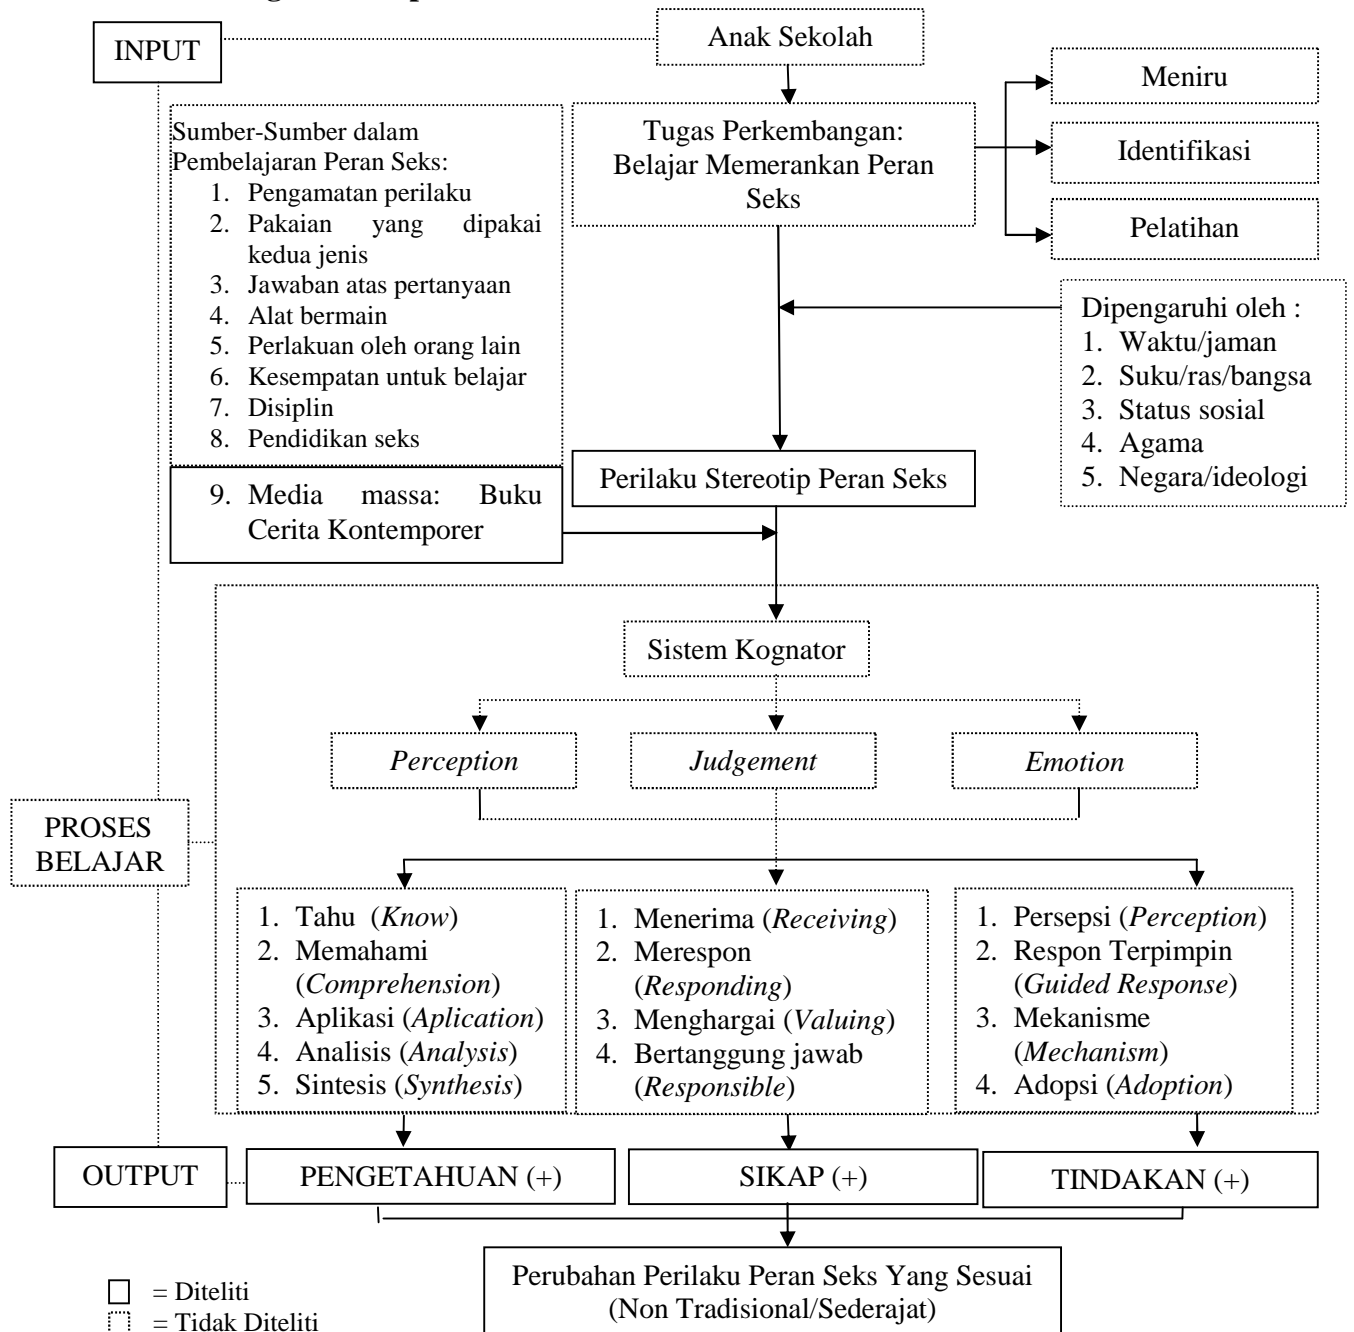 INPUT
Anak Sekolah
Meniru
Tugas Perkembangan:
Belajar Memerankan Peran
Seks
Identifikasi
Pelatihan
Sumber-Sumber dalam
Pembelajaran Peran Seks:
1. Pengamatan perilaku
2. Pakaian yang dipakai
kedua jenis
3. Jawaban atas pertanyaan
4. Alat bermain
5. Perlakuan oleh orang lain
6. Kesempatan untuk belajar
7. Disiplin
8. Pendidikan seks
9. Media massa: Buku
Cerita Kontemporer
Dipengaruhi oleh :
1. Waktu/jaman
2. Suku/ras/bangsa
3. Status sosial
4. Agama
5. Negara/ideologi
Perilaku Stereotip Peran Seks
Sistem Kognator
Perception
Judgement
Emotion
PROSES
BELAJAR
1. Tahu (Know)
2. Memahami
(Comprehension)
3. Aplikasi (Aplication)
4. Analisis (Analysis)
5. Sintesis (Synthesis)
1. Menerima (Receiving)
2. Merespon
(Responding)
3. Menghargai (Valuing)
4. Bertanggung jawab
(Responsible)
1. Persepsi (Perception)
2. Respon Terpimpin
(Guided Response)
3. Mekanisme
(Mechanism)
4. Adopsi (Adoption)
OUTPUT
PENGETAHUAN (+)
SIKAP (+)
TINDAKAN (+)
Perubahan Perilaku Peran Seks Yang Sesuai
(Non Tradisional/Sederajat)
= Diteliti
= Tidak Diteliti